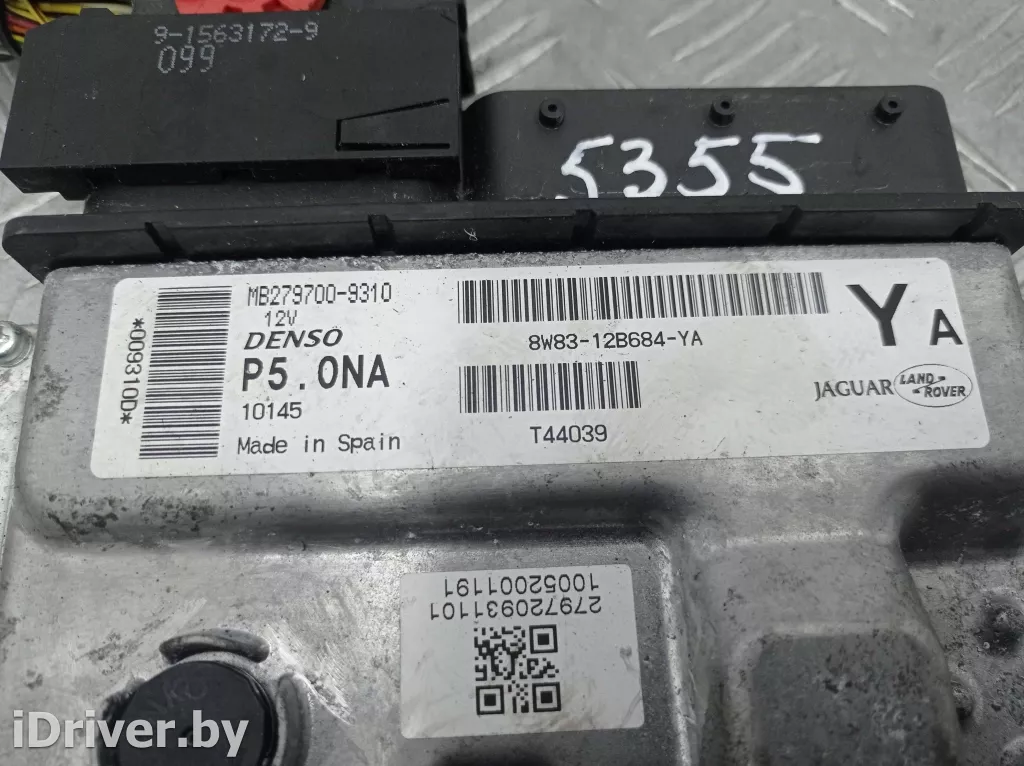 9-1563172-9
099
5355
MB279700-9310
12V
DENSO
P5.0NA
10145
Made in Spain
*0093100*
8W83-12B684-YA
T44039
YA
JAGUAR LAND ROVER
279720931101
10052001191
iDriver.by